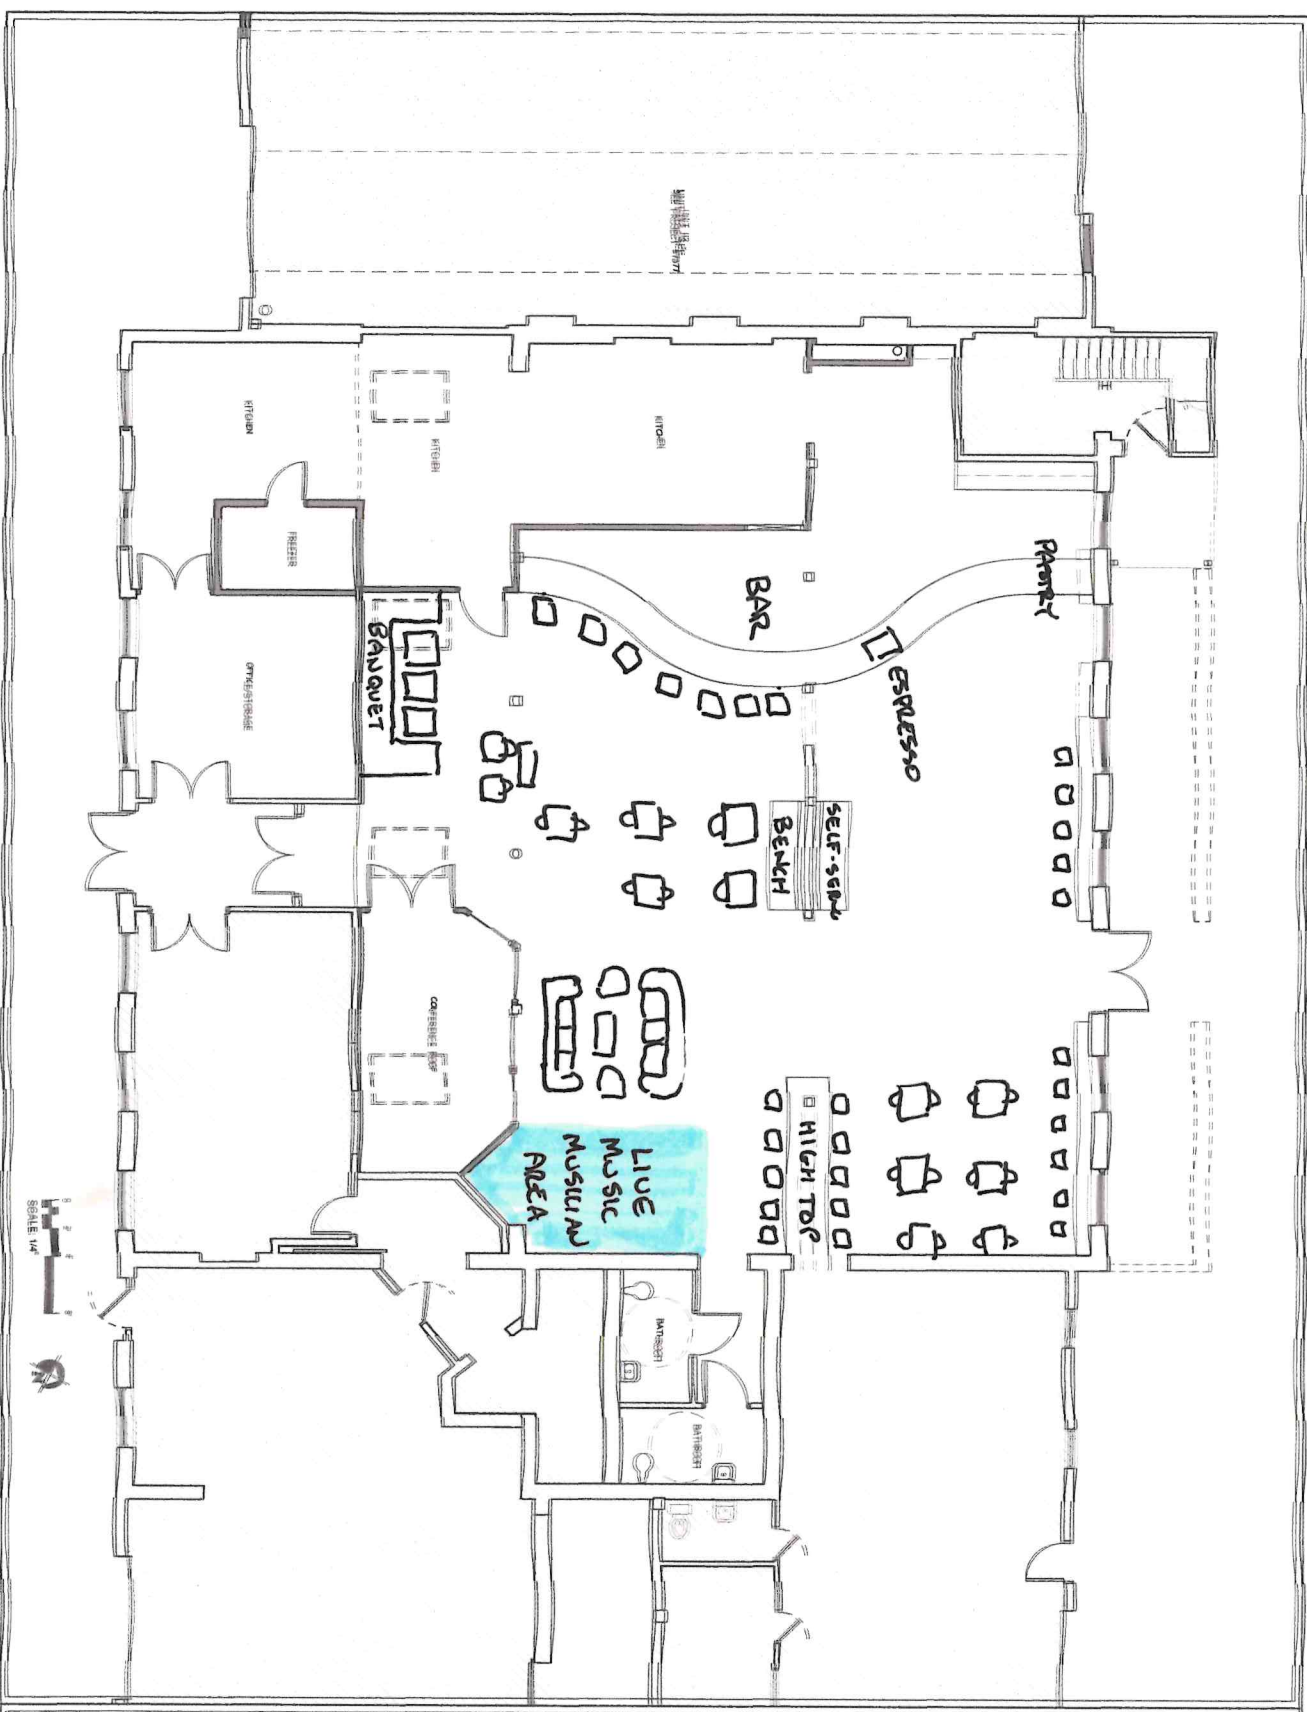 KITCHEN
KITCHEN
KITCHEN
FREEZER
OFFICE/STORAGE
BANQUET
BAR
PASTRY
ESPRESSO
SELF-SERV
BENCH
HIGH TOP
LIVE
MUSIC
MUSICIAN
AREA
BATHROOM
BATHROOM
SCALE: 1/4"